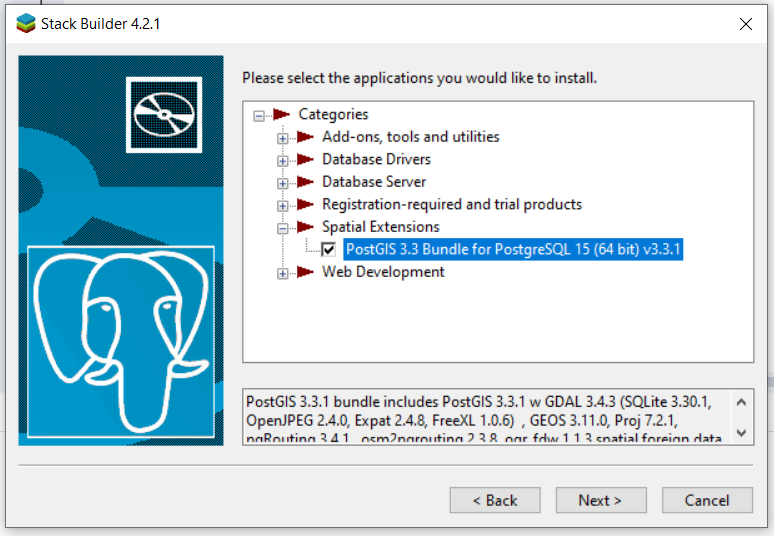 Stack Builder 4.2.1
Please select the applications you would like to install.
Categories
Add-ons, tools and utilities
Database Drivers
Database Server
Registration-required and trial products
Spatial Extensions
PostGIS 3.3 Bundle for PostgreSQL 15 (64 bit) v3.3.1
Web Development
PostGIS 3.3.1 bundle includes PostGIS 3.3.1 w GDAL 3.4.3 (SQLite 3.30.1,
OpenJPEG 2.4.0, Expat 2.4.8, FreeXL 1.0.6) , GEOS 3.11.0, Proj 7.2.1,
pgRouting 3.4.1, osm2pgrouting 2.3.8, ogr_fdw 1.1.3 spatial foreign data
< Back
Next >
Cancel